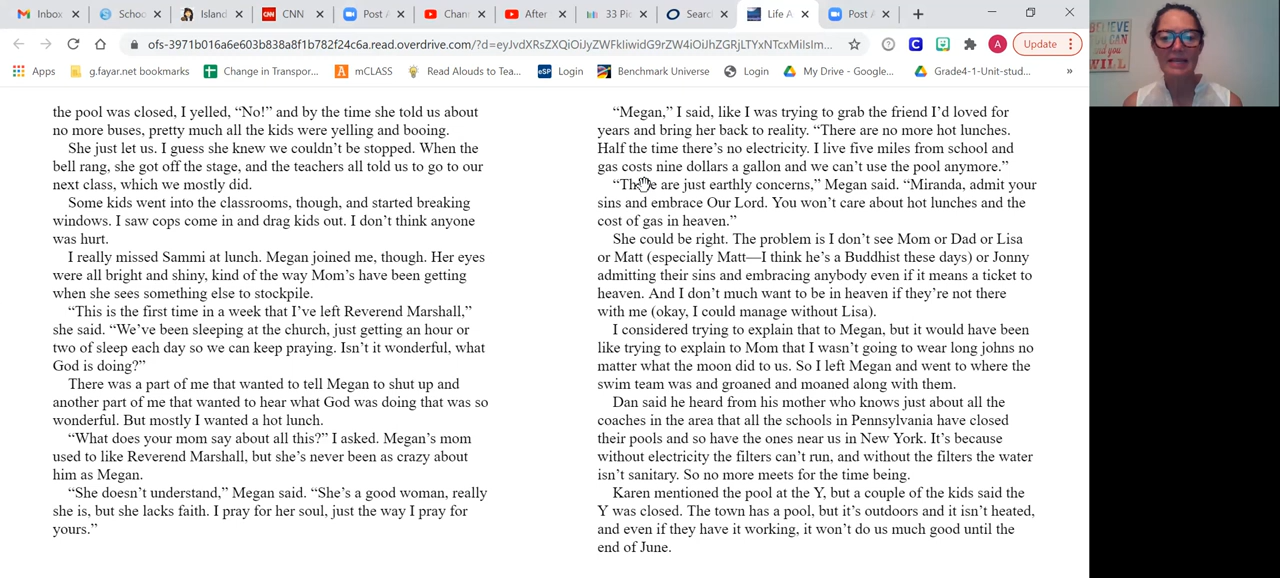 Inbox
Schoo
Island
CNN
CNN
Post A
Chan
After
33 Pic
Searc
Life A
Post A
ofs-3971b016a6e603b838a8f1b782f24c6a.read.overdrive.com/?d=
Update
Apps
g.fayar.net bookmarks
Change in Transpor...
mCLASS
Read Alouds to Tea...
eSP
Login
Benchmark Universe
Login
My Drive - Google...
Grade4-1-Unit-stud...
»
the pool was closed, I yelled, “No!” and by the time she told us about
no more buses, pretty much all the kids were yelling and booing.
She just let us. I guess she knew we couldn’t be stopped. When the
bell rang, she got off the stage, and the teachers all told us to go to our
next class, which we mostly did.
Some kids went into the classrooms, though, and started breaking
windows. I saw cops come in and drag kids out. I don’t think anyone
was hurt.
I really missed Sammi at lunch. Megan joined me, though. Her eyes
were all bright and shiny, kind of the way Mom’s have been getting
when she sees something else to stockpile.
“This is the first time in a week that I’ve left Reverend Marshall,”
she said. “We’ve been sleeping at the church, just getting an hour or
two of sleep each day so we can keep praying. Isn’t it wonderful, what
God is doing?”
There was a part of me that wanted to tell Megan to shut up and
another part of me that wanted to hear what God was doing that was so
wonderful. But mostly I wanted a hot lunch.
“What does your mom say about all this?” I asked. Megan’s mom
used to like Reverend Marshall, but she’s never been as crazy about
him as Megan.
“She doesn’t understand,” Megan said. “She’s a good woman, really
she is, but she lacks faith. I pray for her soul, just the way I pray for
yours.”
“Megan,” I said, like I was trying to grab the friend I’d loved for
years and bring her back to reality. “There are no more hot lunches.
Half the time there’s no electricity. I live five miles from school and
gas costs nine dollars a gallon and we can’t use the pool anymore.”
“These are just earthly concerns,” Megan said. “Miranda, admit your
sins and embrace Our Lord. You won’t care about hot lunches and the
cost of gas in heaven.”
She could be right. The problem is I don’t see Mom or Dad or Lisa
or Matt (especially Matt—I think he’s a Buddhist these days) or Jonny
admitting their sins and embracing anybody even if it means a ticket to
heaven. And I don’t much want to be in heaven if they’re not there
with me (okay, I could manage without Lisa).
I considered trying to explain that to Megan, but it would have been
like trying to explain to Mom that I wasn’t going to wear long johns no
matter what the moon did to us. So I left Megan and went to where the
swim team was and groaned and moaned along with them.
Dan said he heard from his mother who knows just about all the
coaches in the area that all the schools in Pennsylvania have closed
their pools and so have the ones near us in New York. It’s because
without electricity the filters can’t run, and without the filters the water
isn’t sanitary. So no more meets for the time being.
Karen mentioned the pool at the Y, but a couple of the kids said the
Y was closed. The town has a pool, but it’s outdoors and it isn’t heated,
and even if they have it working, it won’t do us much good until the
end of June.
BELIEVE
YOU CAN
and you
WILL